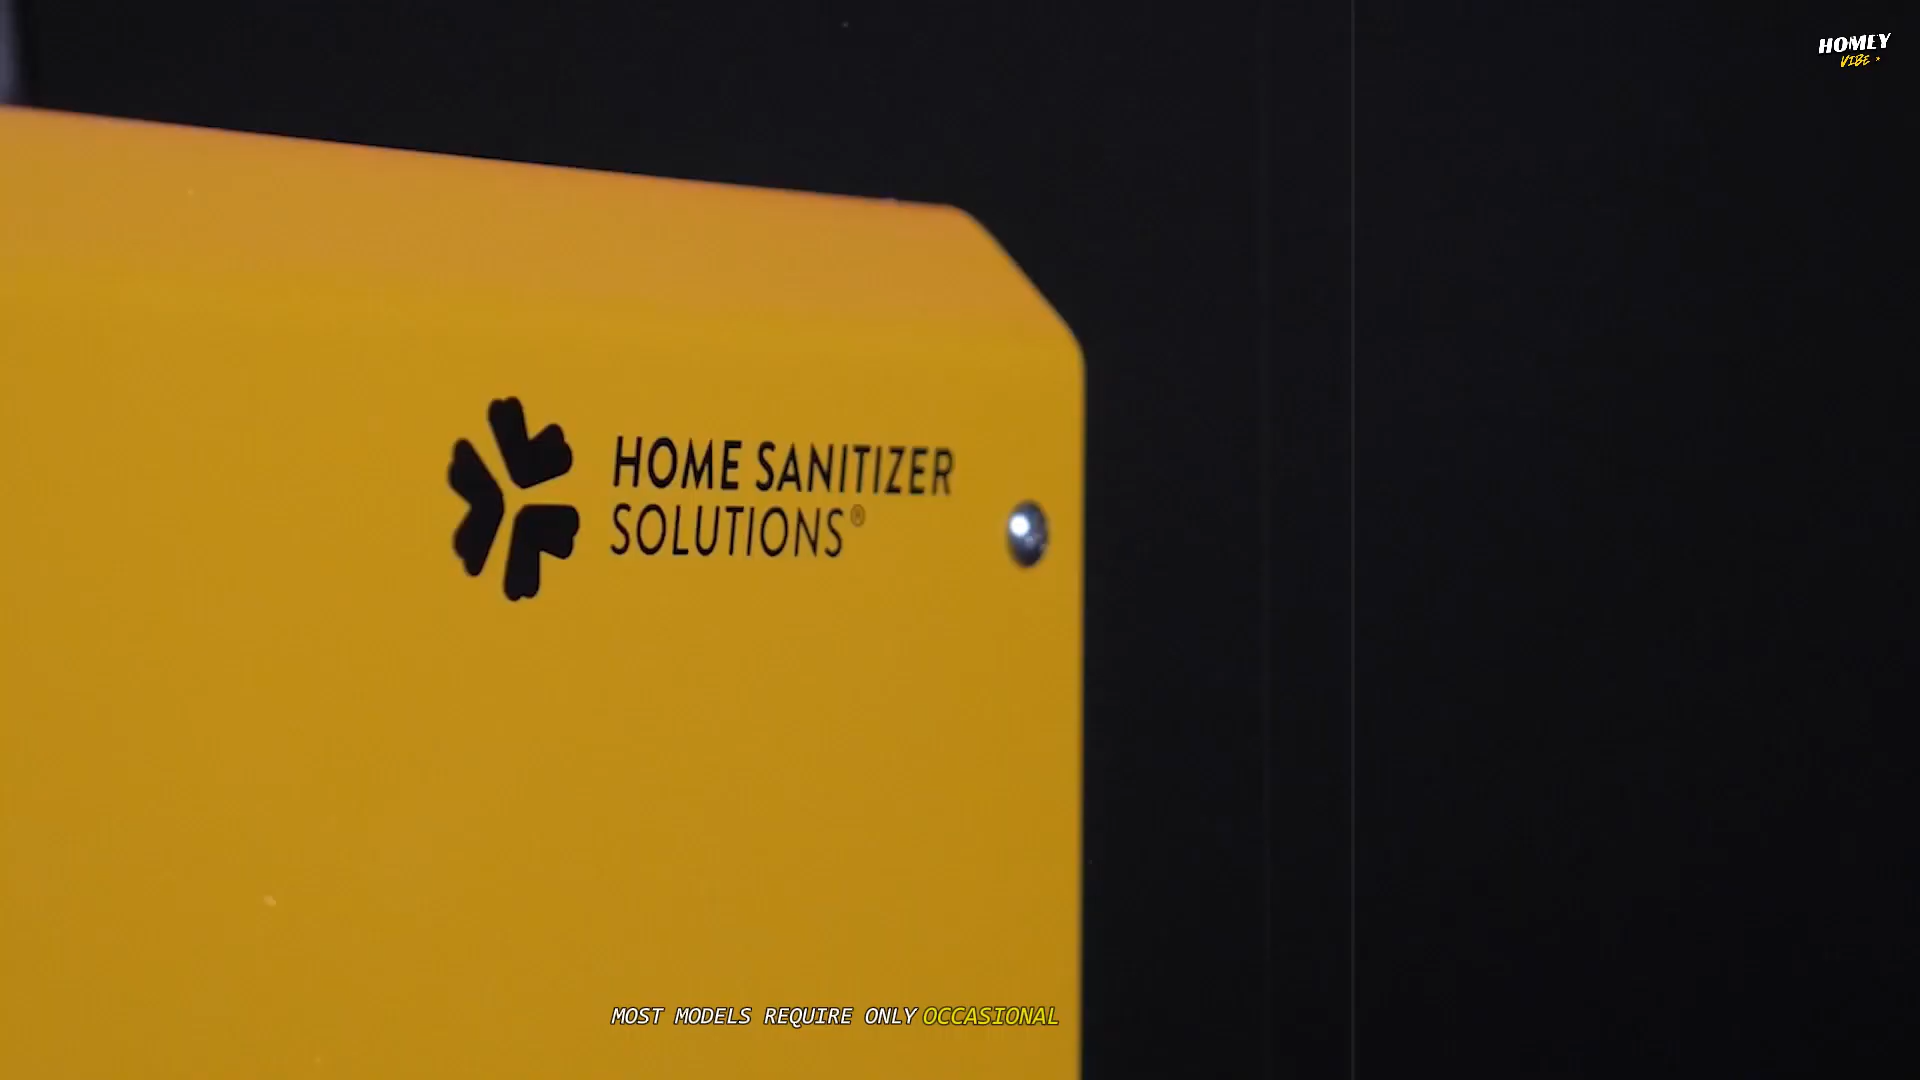 HOMEY
VIBE
HOME SANITIZER
SOLUTIONS®
MOST MODELS REQUIRE ONLY OCCASIONAL